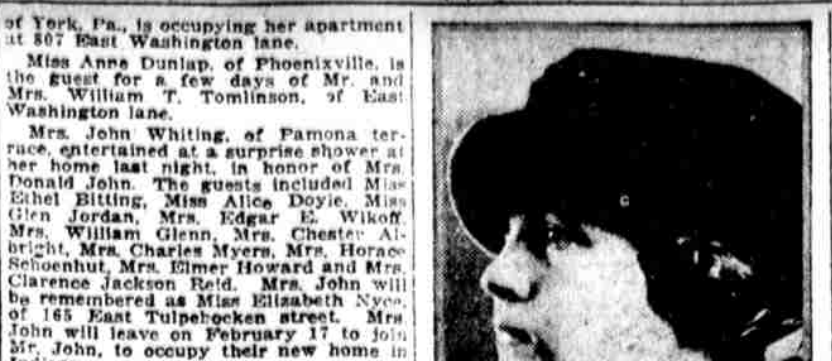 of York, Pa., is occupying her apartment
at 807 East Washington lane.
Miss Anne Dunlap, of Phoenixville, is
the guest for a few days of Mr. and
Mrs. William T. Tomlinson, of East
Washington lane.
Mrs. John Whiting, of Pamona ter-
race, entertained at a surprise shower at
her home last night, in honor of Mrs.
Donald John. The guests included Miss
Ethel Bitting, Miss Alice Doyle, Miss
Glen Jordan, Mrs. Edgar E. Wikoff,
Mrs. William Glenn, Mrs. Chester Al-
bright, Mrs. Charles Myers, Mrs. Horace
Schoenhut, Mrs. Elmer Howard and Mrs.
Clarence Jackson Reid. Mrs. John will
be remembered as Miss Elizabeth Nyce,
of 165 East Tulpehocken street. Mrs.
John will leave on February 17 to join
Mr. John, to occupy their new home in